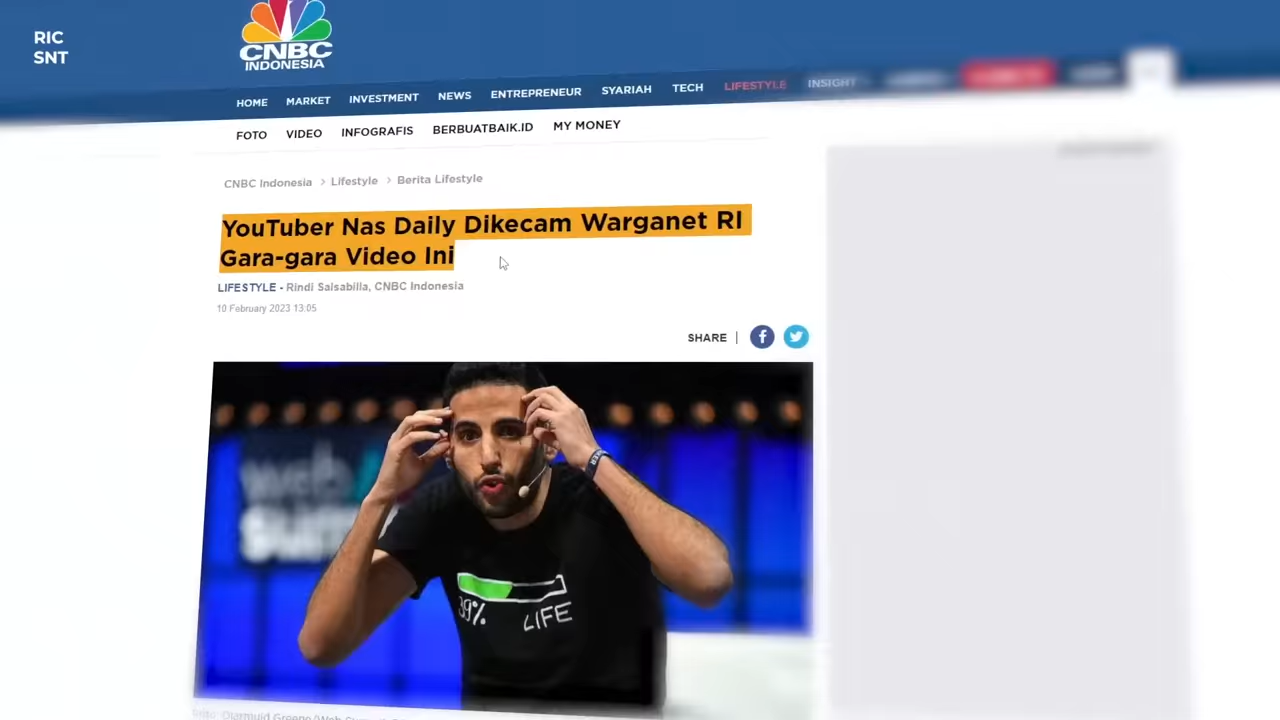 RIC
SNT
CNBC
INDONESIA
HOME MARKET INVESTMENT NEWS ENTREPRENEUR SYARIAH TECH LIFESTYLE INSIGHT
FOTO VIDEO INFOGRAFIS BERBUATBAIK.ID MY MONEY
CNBC Indonesia > Lifestyle > Berita Lifestyle
YouTuber Nas Daily Dikecam Warganet RI
Gara-gara Video Ini
LIFESTYLE - Rindi Salsabilla, CNBC Indonesia
10 February 2023 13:05
SHARE |
web
39%
LIFE